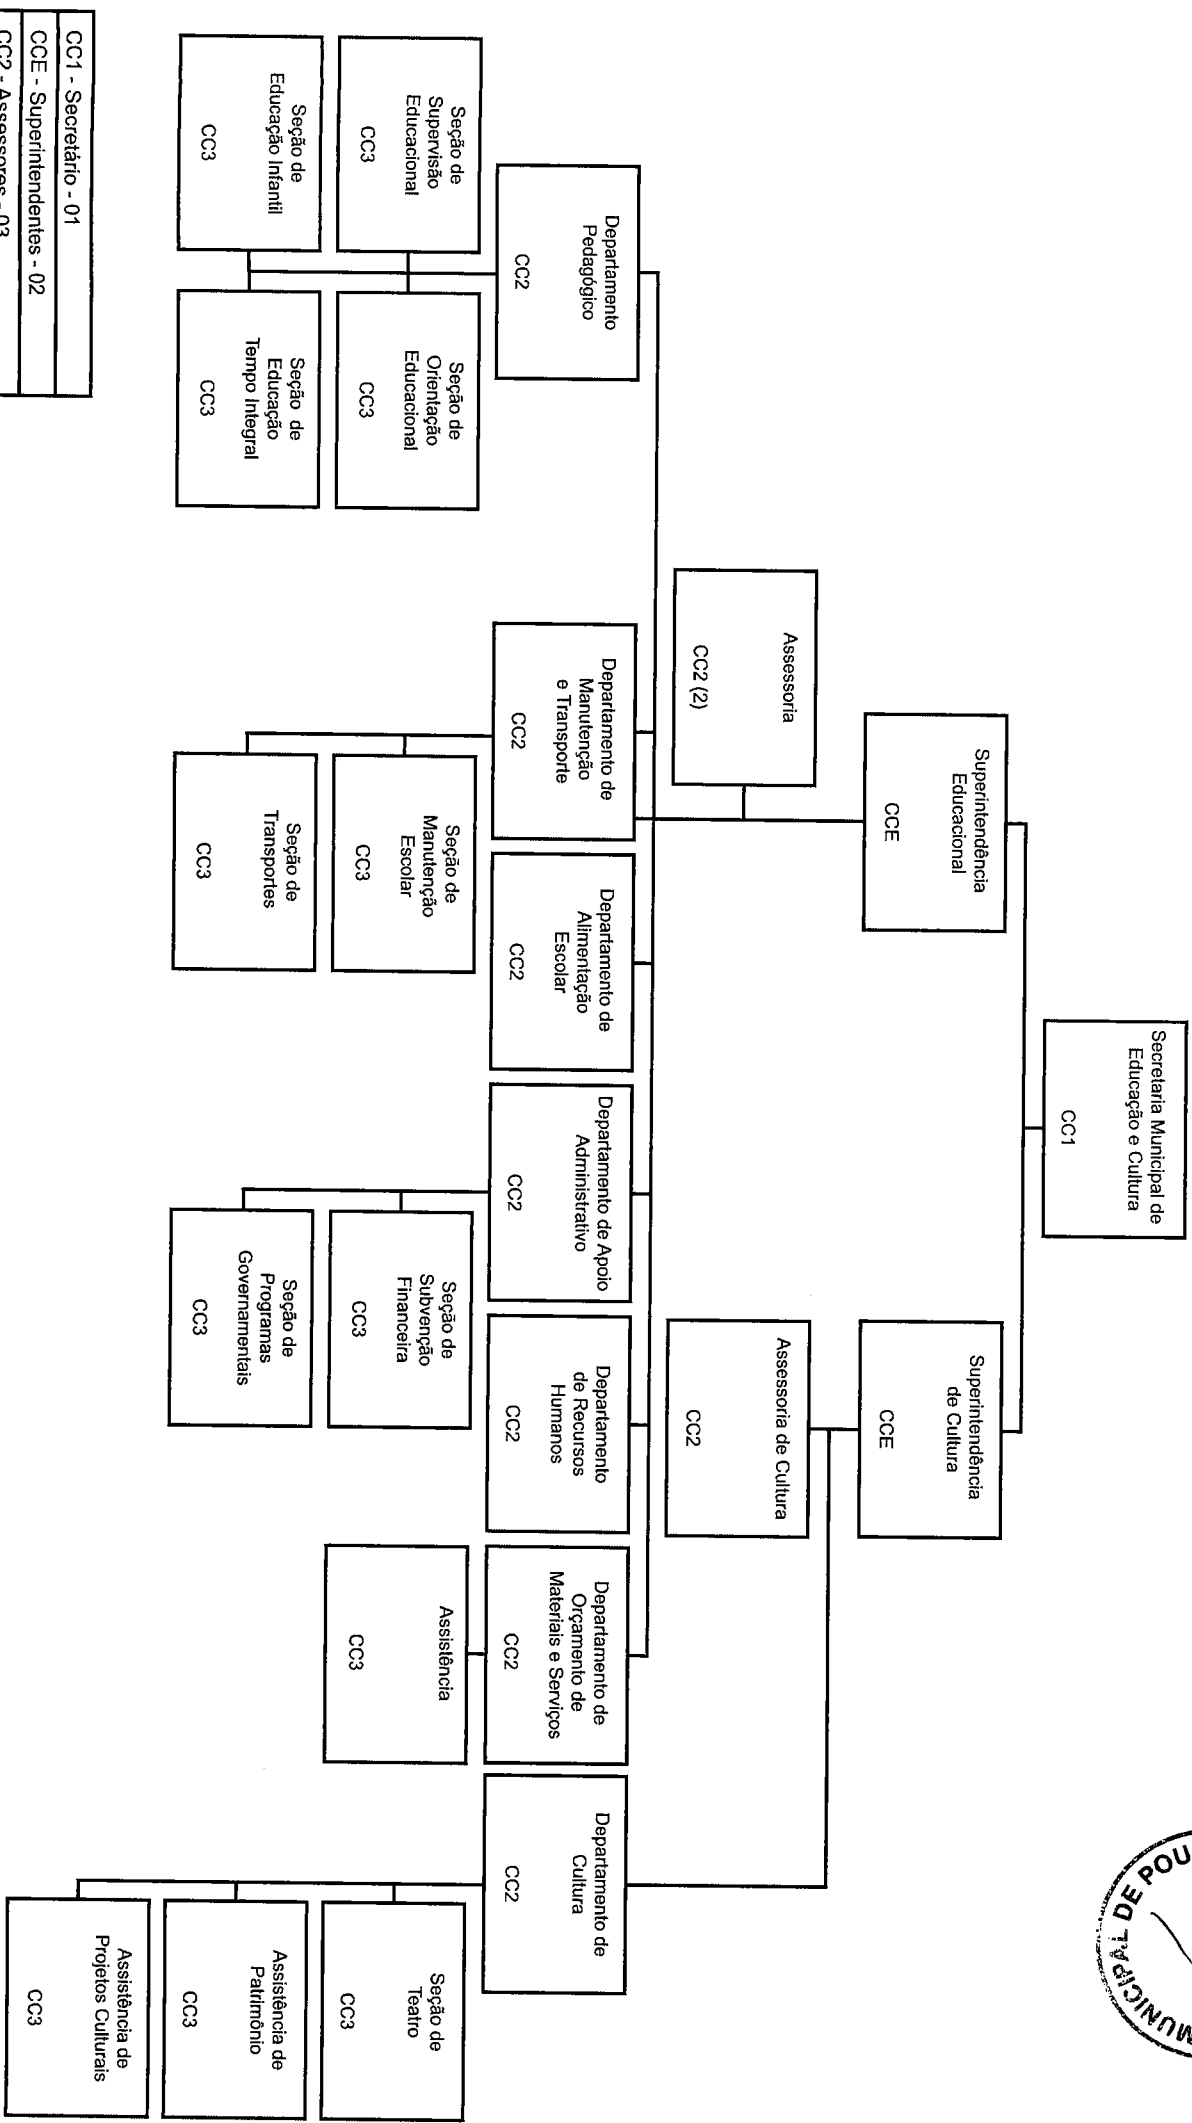 Secretaria Municipal de
Educação e Cultura
CC1
Superintendência
Educacional
CCE
Superintendência
de Cultura
CCE
Assessoria
CC2 (2)
Assessoria de Cultura
CC2
Departamento
Pedagógico
CC2
Departamento de
Manutenção
e Transporte
CC2
Departamento de
Alimentação
Escolar
CC2
Departamento de Apoio
Administrativo
CC2
Departamento
de Recursos
Humanos
CC2
Departamento de
Orçamento de
Materiais e Serviços
CC2
Departamento de
Cultura
CC2
Seção de
Supervisão
Educacional
CC3
Seção de
Orientação
Educacional
CC3
Seção de
Manutenção
Escolar
CC3
Seção de
Subvenção
Financeira
CC3
Assistência
CC3
Seção de
Teatro
CC3
Seção de
Educação Infantil
CC3
Seção de
Educação
Tempo Integral
CC3
Seção de
Transportes
CC3
Seção de
Programas
Governamentais
CC3
Assistência de
Patrimônio
CC3
Assistência de
Projetos Culturais
CC3
CC1 - Secretário - 01
CCE - Superintendentes - 02
CC2 - Assessores - 03
MUNICIPAL DE POU